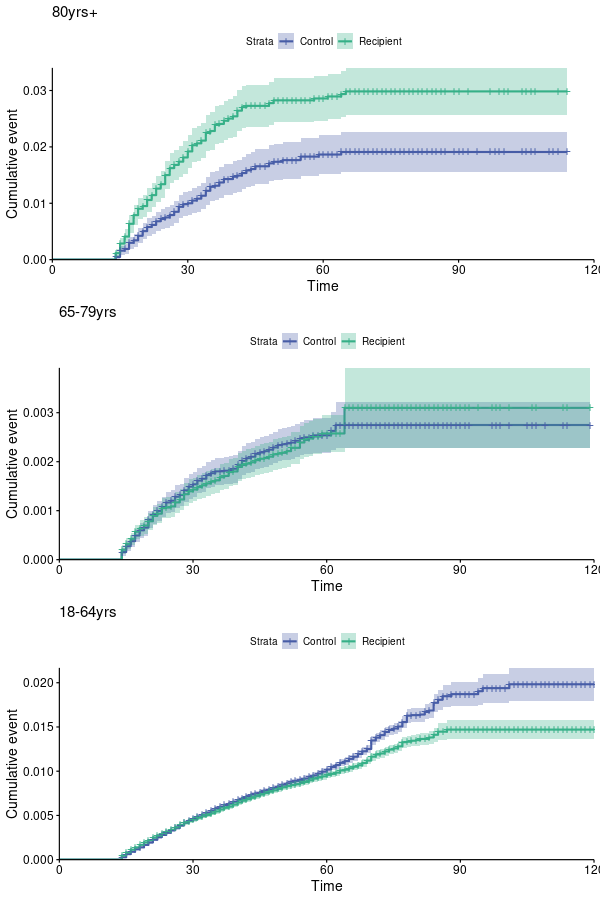 80yrs+
Strata Control Recipient
Cumulative event
0.03
0.02
0.01
0.00
0 30 60 90 120
Time
65-79yrs
Strata Control Recipient
Cumulative event
0.003
0.002
0.001
0.000
0 30 60 90 120
Time
18-64yrs
Strata Control Recipient
Cumulative event
0.020
0.015
0.010
0.005
0.000
0 30 60 90 120
Time